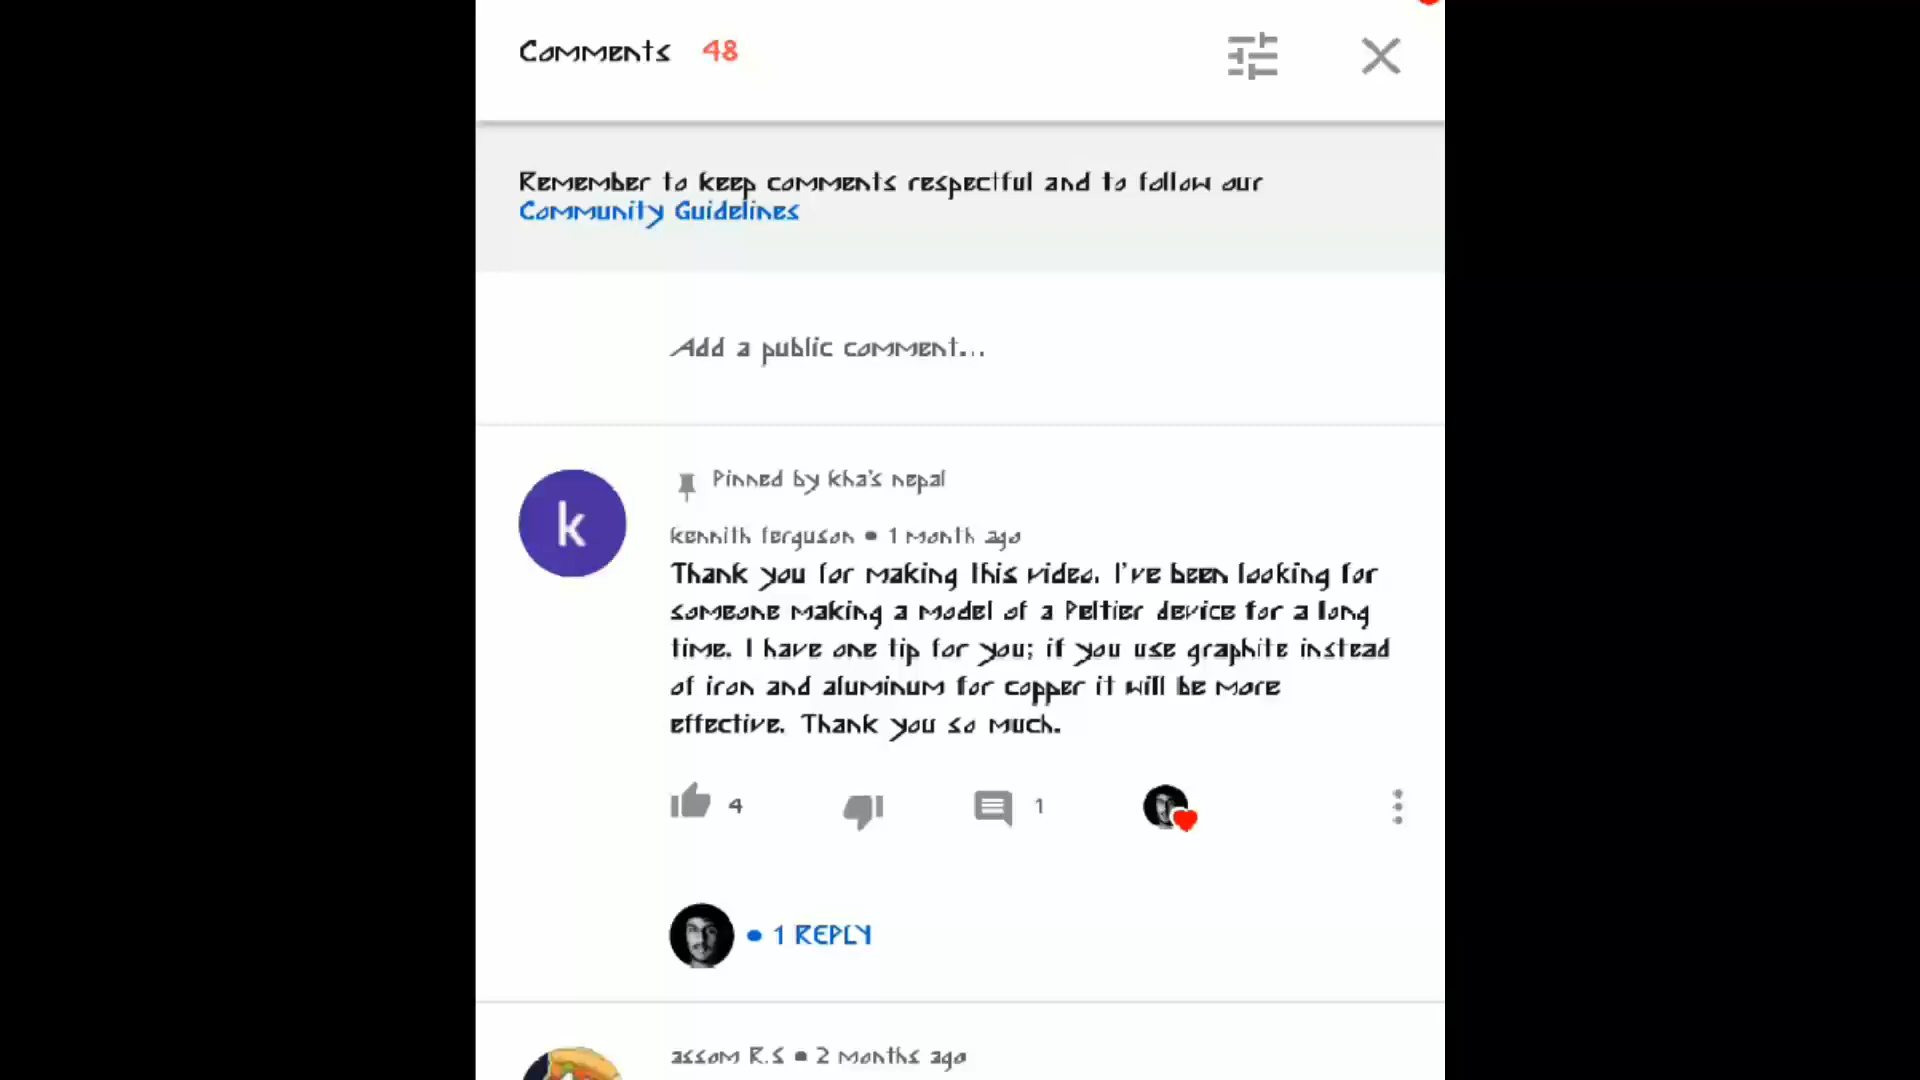 Comments 48
Remember to keep comments respectful and to follow our
Community Guidelines
Add a public comment...
Pinned by kha's nepal
k
kennith ferguson • 1 month ago
Thank you for making this video. I've been looking for
someone making a model of a Peltier device for a long
time. I have one tip for you; if you use graphite instead
of iron and aluminum for copper it will be more
effective. Thank you so much.
4
1
• 1 REPLY
assom R.S • 2 months ago